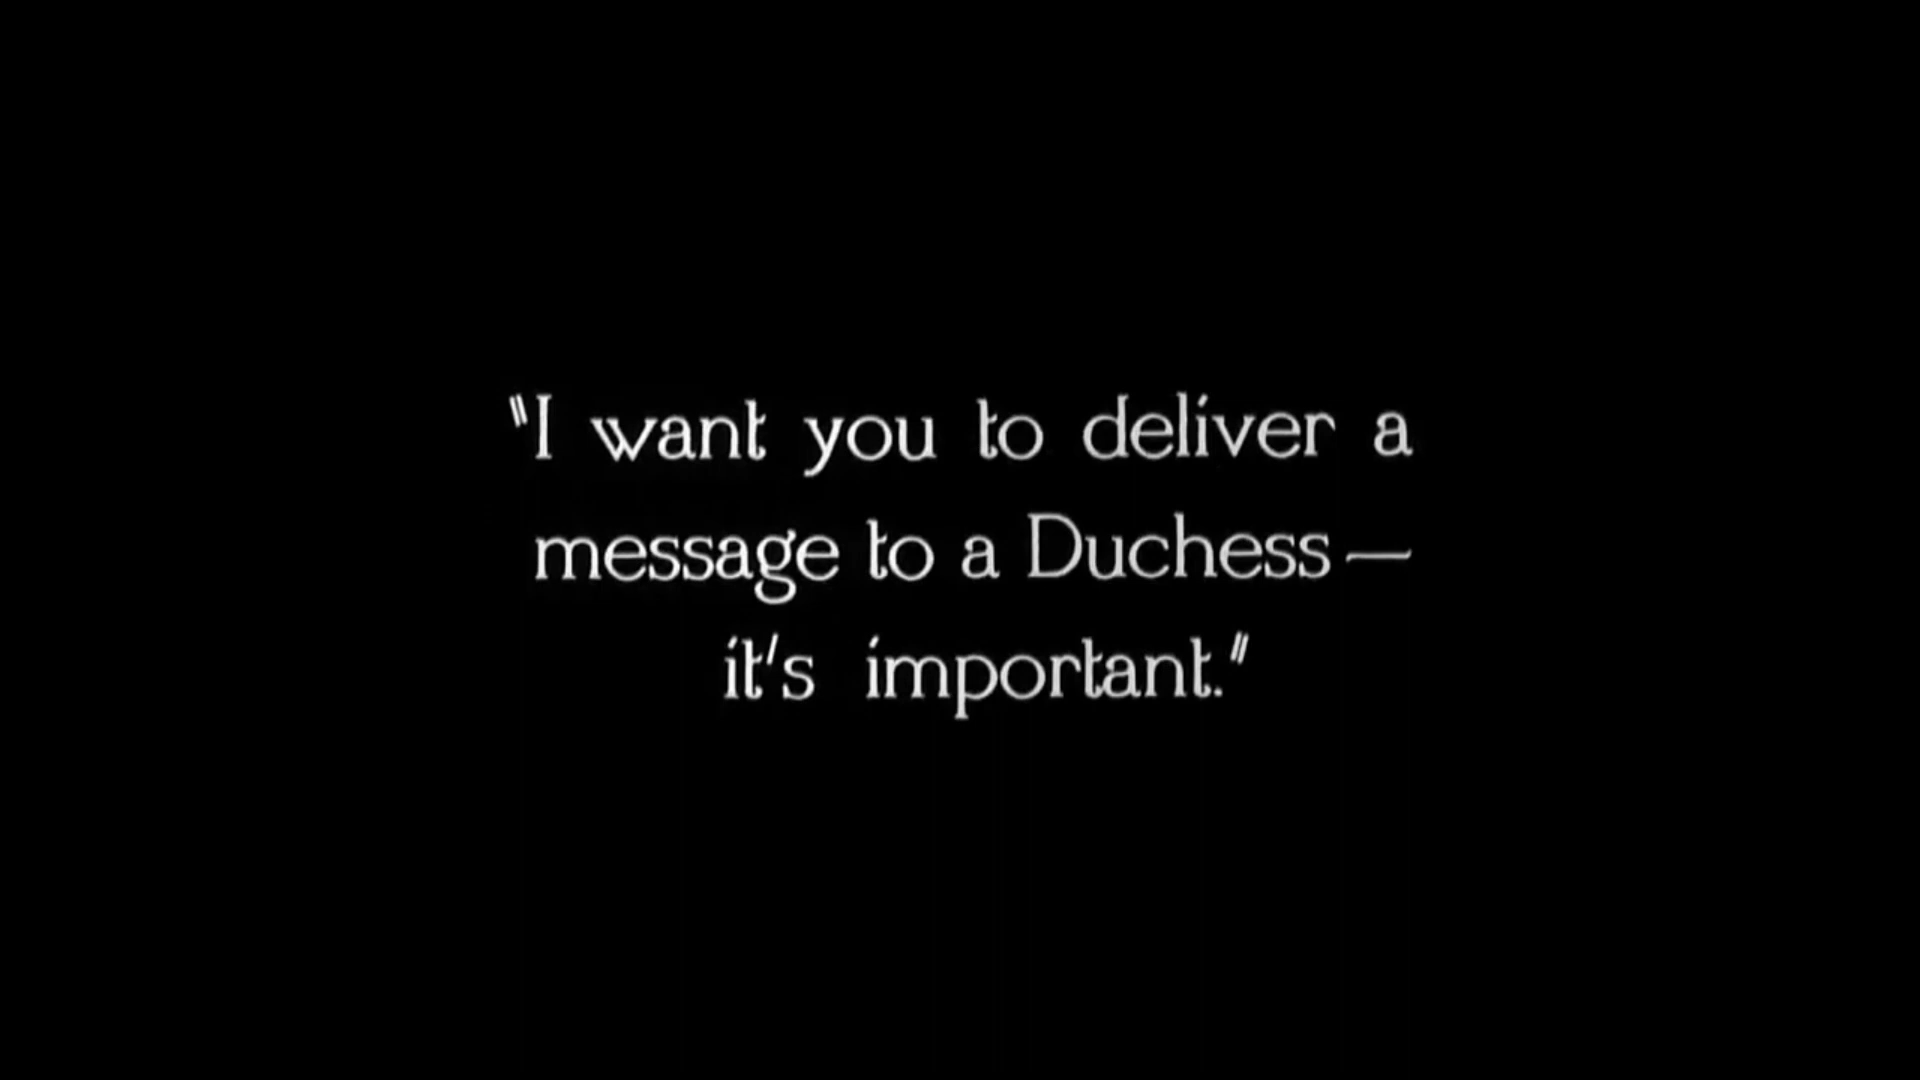 "I want you to deliver a
message to a Duchess—
it's important."